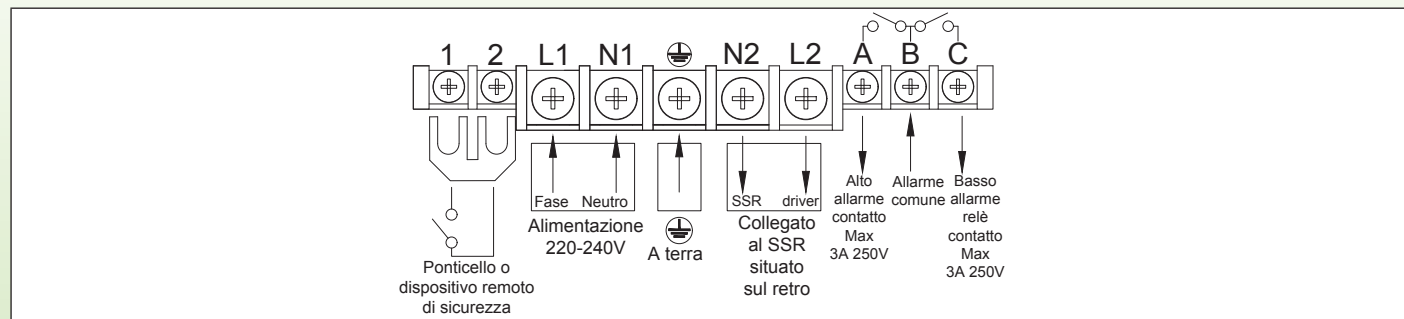 1 2 L1 N1 N2 L2 A B C
Fase Neutro
Alimentazione
220-240V
A terra
SSR driver
Collegato
al SSR
situato
sul retro
Alto
allarme
contatto
Max
3A 250V
Allarme
comune
Basso
allarme
relè
contatto
Max
3A 250V
Ponticello o
dispositivo remoto
di sicurezza